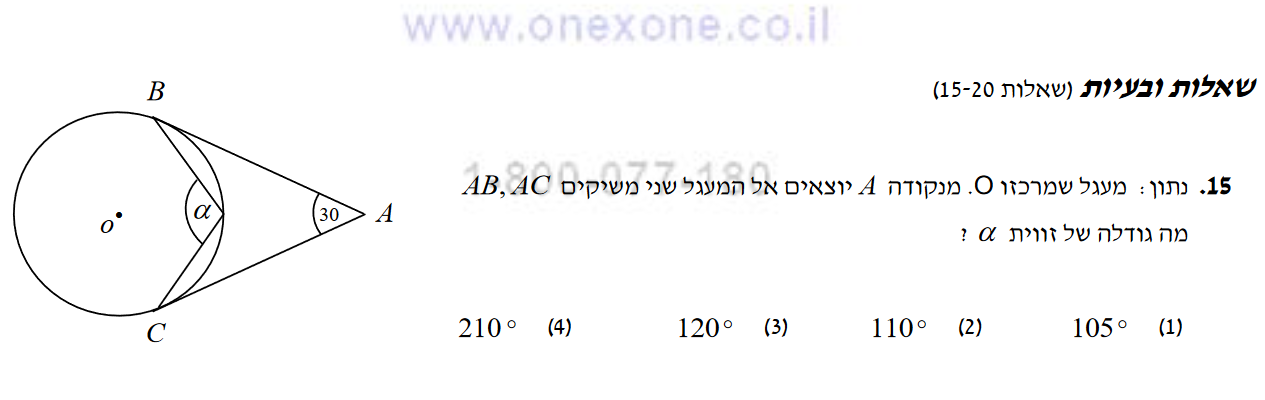 www.onexone.co.il
שאלות ובעיות (שאלות 15-20)
1-800-077-180
15. נתון: מעגל שמרכזו O. מנקודה A יוצאים אל המעגל שני משיקים AB, AC
מה גודלה של זווית α ?
(1) 105° (2) 110° (3) 120° (4) 210°
B
α
30
A
o
C